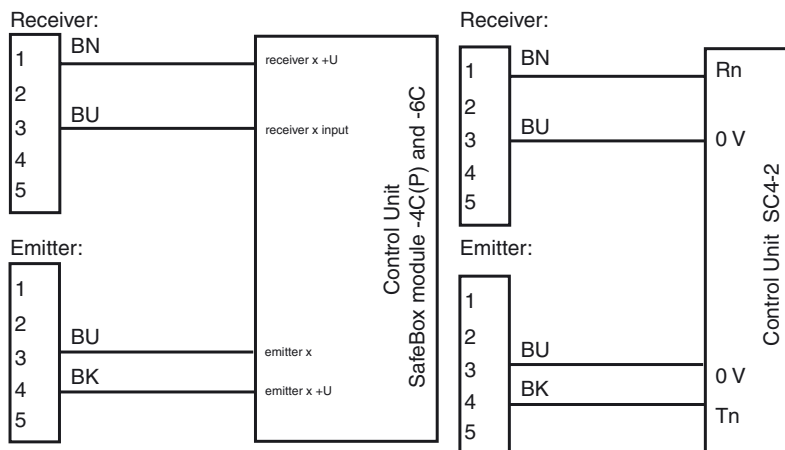 Receiver:
1
2
3
4
5
BN
BU
receiver x +U
receiver x input
Emitter:
1
2
3
4
5
BU
BK
emitter x
emitter x +U
Control Unit
SafeBox module -4C(P) and -6C
Receiver:
1
2
3
4
5
BN
BU
Rn
0 V
Emitter:
1
2
3
4
5
BU
BK
0 V
Tn
Control Unit SC4-2